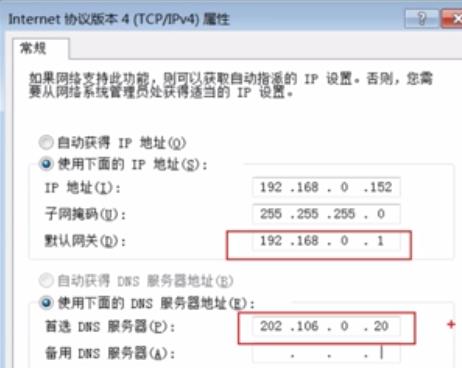 Internet 协议版本 4 (TCP/IPv4) 属性
常规
如果网络支持此功能，则可以获取自动指派的 IP 设置。否则，您需
要从网络系统管理员处获得适当的 IP 设置。
自动获得 IP 地址(O)
使用下面的 IP 地址(S):
IP 地址(I): 192 .168 . 0 .152
子网掩码(U): 255 .255 .255 . 0
默认网关(D): 192 .168 . 0 . 1
自动获得 DNS 服务器地址(B)
使用下面的 DNS 服务器地址(E):
首选 DNS 服务器(P): 202 .106 . 0 . 20
备用 DNS 服务器(A): . . .